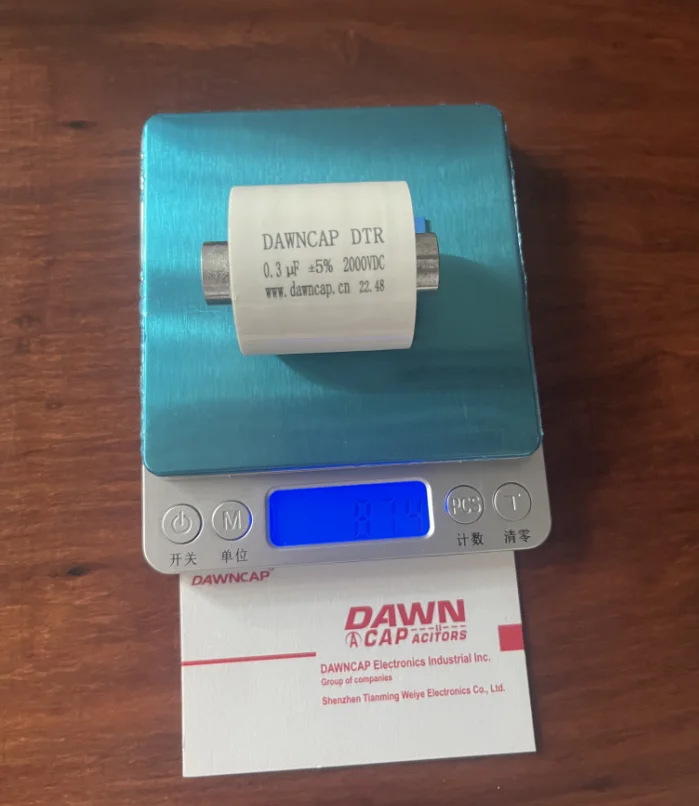 DAWNCAP DTR
0.3 μF ±5% 2000VDC
www.dawncap.cn 22.48
M
PCS
T
开关
单位
计数
清零
DAWNCAP
DAWN
CAP ACITORS
DAWNCAP Electronics Industrial Inc.
Group of companies
Shenzhen Tianming Weiye Electronics Co., Ltd.